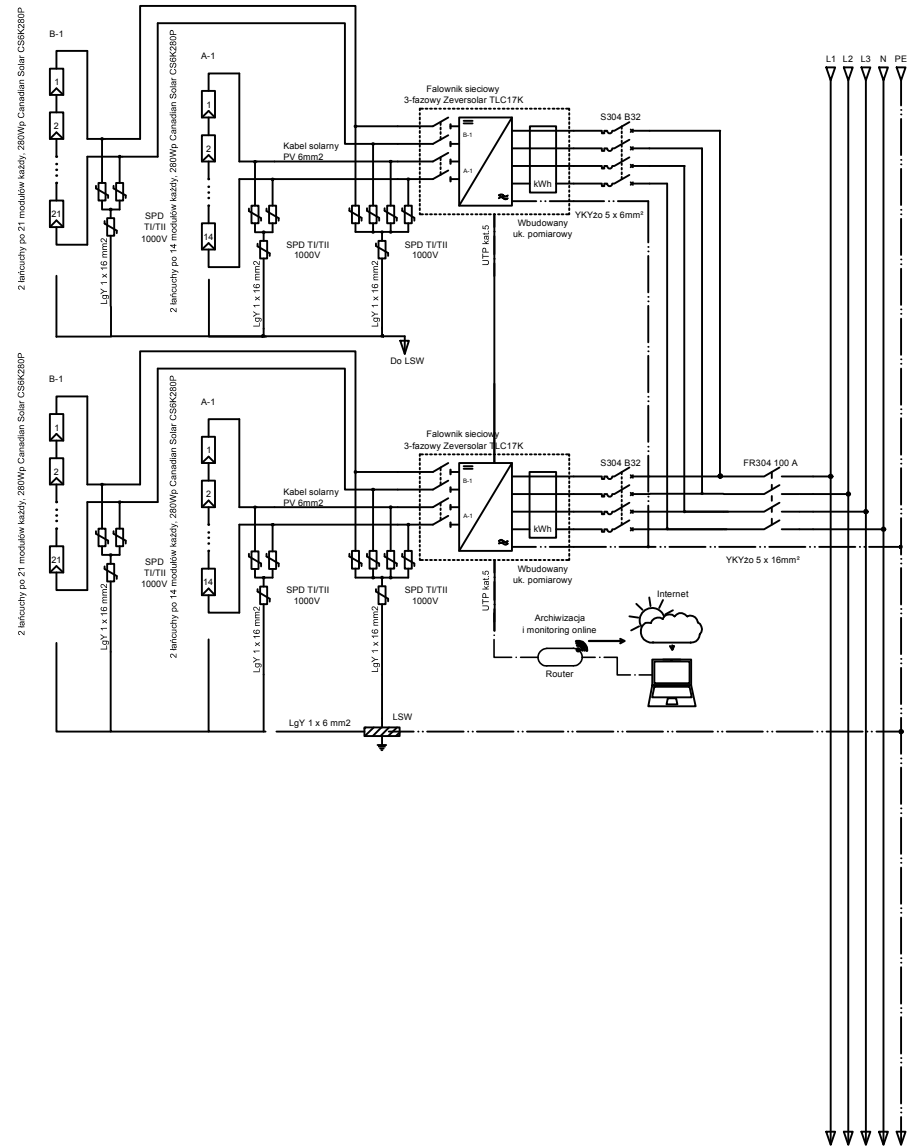 B-1
A-1
2 łańcuchy po 21 modułów każdy, 280Wp Canadian Solar CS6K280P
2 łańcuchy po 14 modułów każdy, 280Wp Canadian Solar CS6K280P
1
2
21
1
2
14
SPD
TI/TII
1000V
LgY 1 x 16 mm2
Kabel solarny
PV 6mm2
SPD TI/TII
1000V
LgY 1 x 16 mm2
SPD TI/TII
1000V
LgY 1 x 16 mm2
Do LSW
Falownik sieciowy
3-fazowy Zeversolar TLC17K
B-1
A-1
kWh
Wbudowany
uk. pomiarowy
UTP kat.5
S304 B32
YKYżo 5 x 6mm²
L1 L2 L3 N PE
B-1
A-1
2 łańcuchy po 21 modułów każdy, 280Wp Canadian Solar CS6K280P
2 łańcuchy po 14 modułów każdy, 280Wp Canadian Solar CS6K280P
1
2
21
1
2
14
SPD
TI/TII
1000V
LgY 1 x 16 mm2
Kabel solarny
PV 6mm2
SPD TI/TII
1000V
LgY 1 x 16 mm2
SPD TI/TII
1000V
LgY 1 x 16 mm2
Falownik sieciowy
3-fazowy Zeversolar TLC17K
B-1
A-1
kWh
Wbudowany
uk. pomiarowy
UTP kat.5
S304 B32
FR304 100 A
YKYżo 5 x 16mm²
Archiwizacja
i monitoring online
Internet
Router
LgY 1 x 6 mm2
LSW